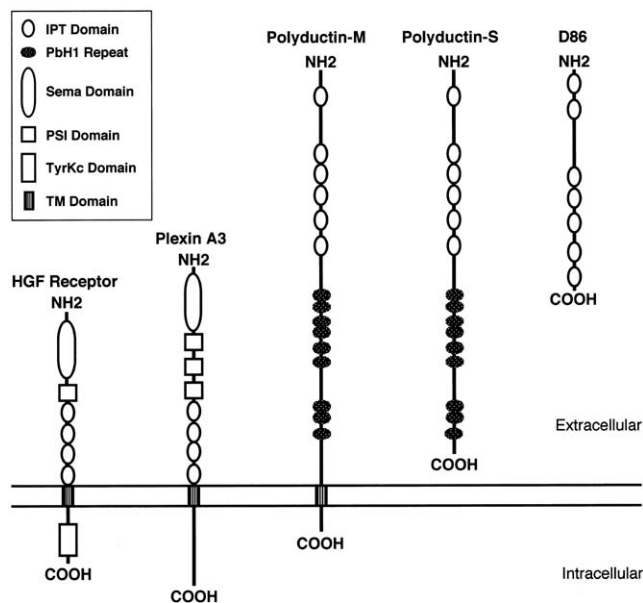 IPT Domain
PbH1 Repeat
Sema Domain
PSI Domain
TyrKc Domain
TM Domain
HGF Receptor
NH2
COOH
Plexin A3
NH2
COOH
Polyductin-M
NH2
COOH
Polyductin-S
NH2
COOH
D86
NH2
COOH
Extracellular
Intracellular